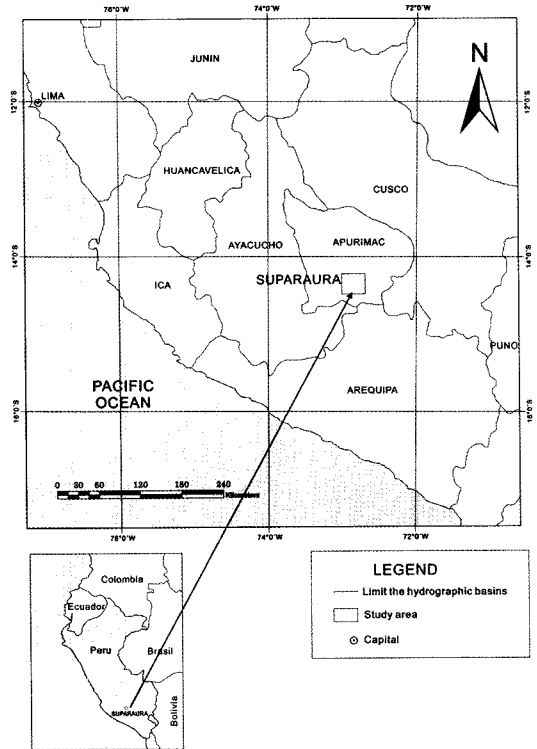 76°0'W 74°0'W 72°0'W
JUNIN
N
12°0'S LIMA 12°0'S
HUANCAVELICA
CUSCO
AYACUCHO APURIMAC
14°0'S 14°0'S
SUPARAURA
ICA
PUNO
PACIFIC
OCEAN
AREQUIPA
16°0'S 16°0'S
0 30 60 120 180 240
Kilometers
76°0'W 74°0'W 72°0'W
Colombia
Ecuador
Peru
Brasil
SUPARAURA
Bolivia
LEGEND
Limit the hydrographic basins
Study area
Capital